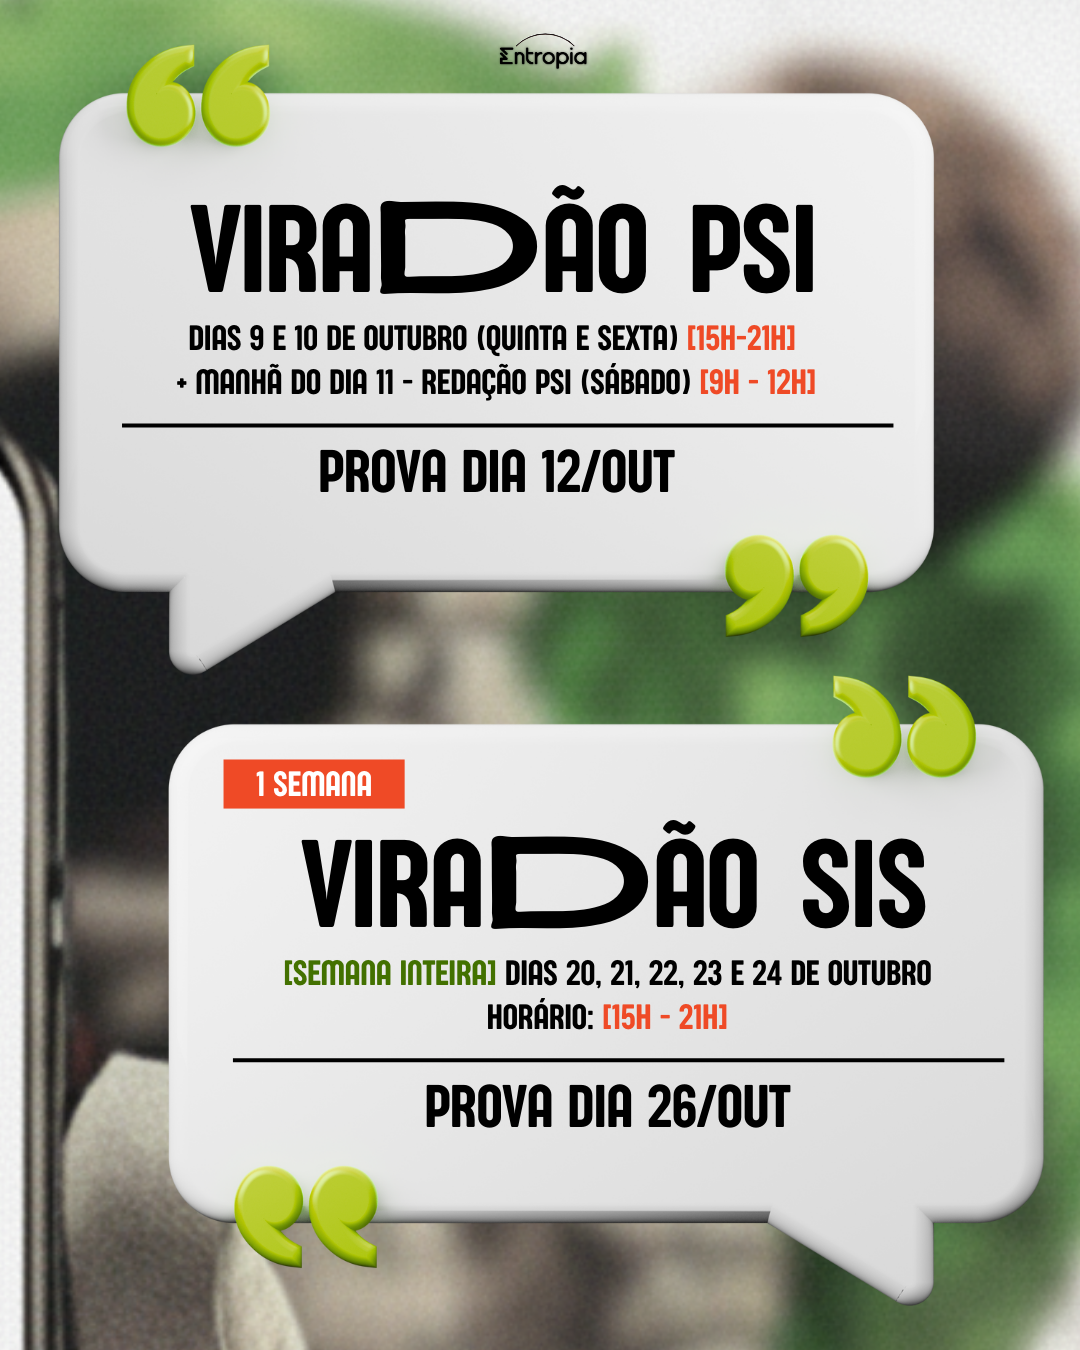 Entropia
VIRADÃO PSI
DIAS 9 E 10 DE OUTUBRO (QUINTA E SEXTA) [15H-21H]
+ MANHÃ DO DIA 11 - REDAÇÃO PSI (SÁBADO) [9H - 12H]
PROVA DIA 12/OUT
1 SEMANA
VIRADÃO SIS
[SEMANA INTEIRA] DIAS 20, 21, 22, 23 E 24 DE OUTUBRO
HORÁRIO: [15H - 21H]
PROVA DIA 26/OUT